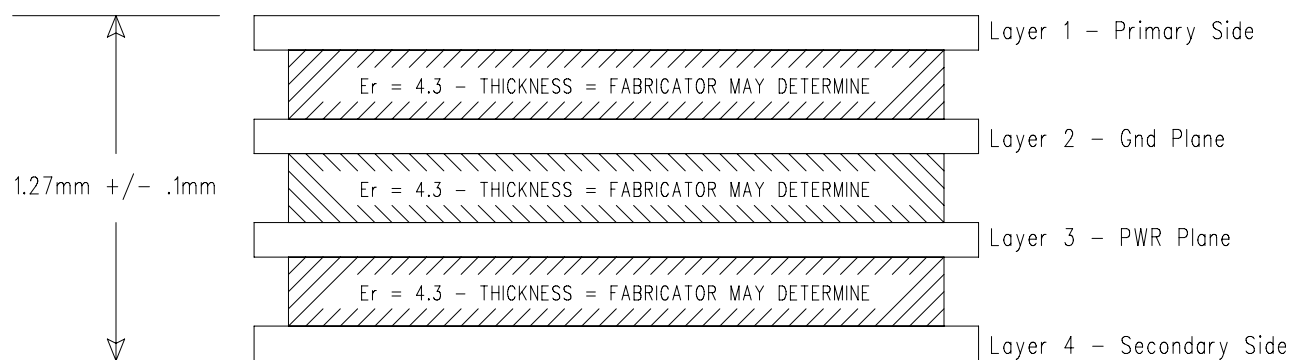 Layer 1 - Primary Side
Er = 4.3 - THICKNESS = FABRICATOR MAY DETERMINE
Layer 2 - Gnd Plane
1.27mm +/- .1mm
Er = 4.3 - THICKNESS = FABRICATOR MAY DETERMINE
Layer 3 - PWR Plane
Er = 4.3 - THICKNESS = FABRICATOR MAY DETERMINE
Layer 4 - Secondary Side